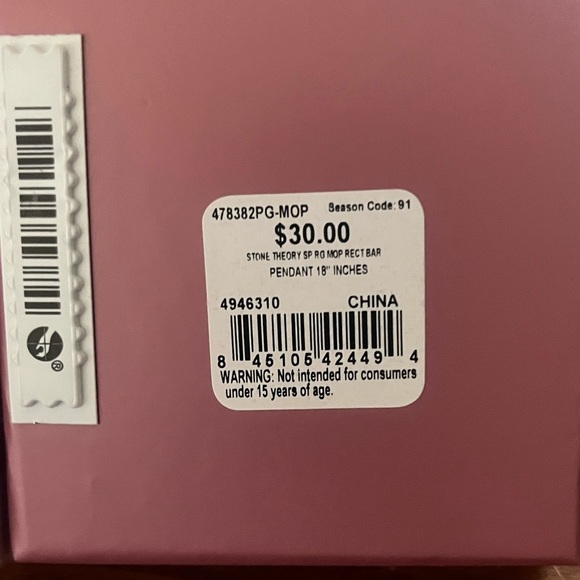 478382PG-MOP Season Code: 91
$30.00
STONE THEORY SP RG MOP RECT BAR
PENDANT 18" INCHES
4946310 CHINA
8 45105 42449 4
WARNING: Not intended for consumers
under 15 years of age.
®